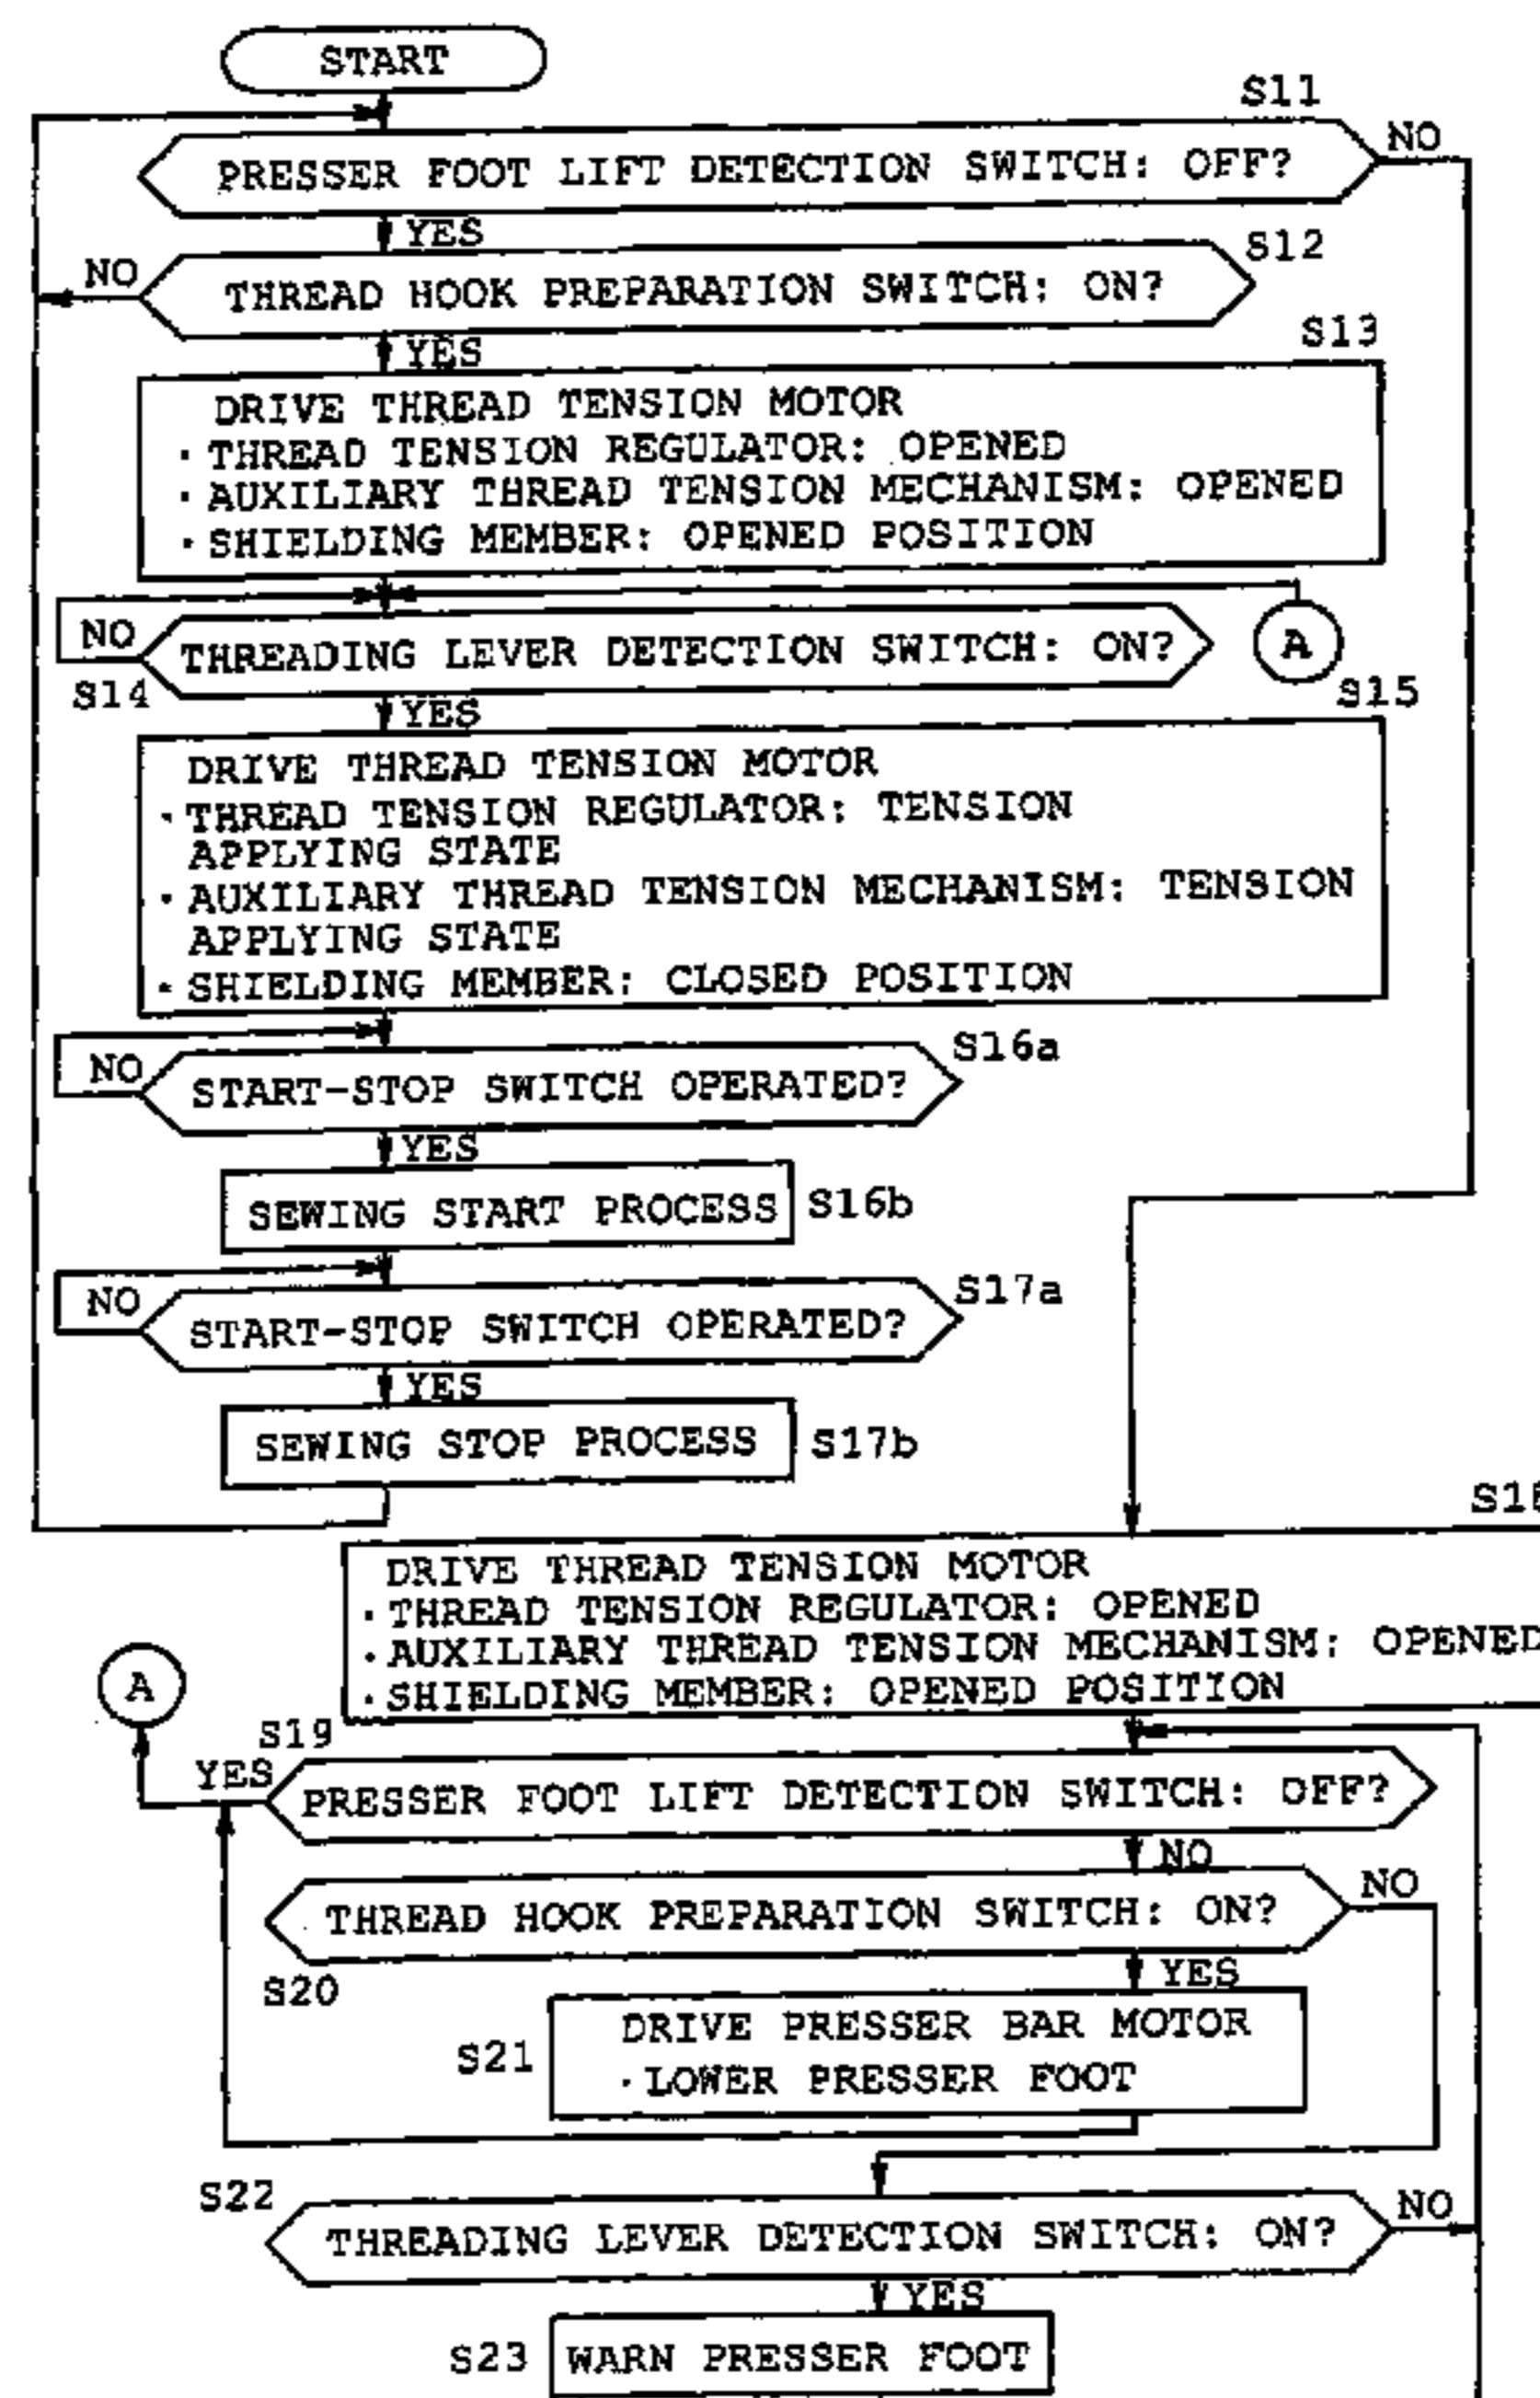 START
S11
PRESSER FOOT LIFT DETECTION SWITCH: OFF?
NO
YES
S12
NO
THREAD HOOK PREPARATION SWITCH: ON?
YES
S13
DRIVE THREAD TENSION MOTOR
· THREAD TENSION REGULATOR: OPENED
· AUXILIARY THREAD TENSION MECHANISM: OPENED
· SHIELDING MEMBER: OPENED POSITION
NO
THREADING LEVER DETECTION SWITCH: ON?
A
S14
YES
S15
DRIVE THREAD TENSION MOTOR
· THREAD TENSION REGULATOR: TENSION
APPLYING STATE
· AUXILIARY THREAD TENSION MECHANISM: TENSION
APPLYING STATE
· SHIELDING MEMBER: CLOSED POSITION
S16a
NO
START-STOP SWITCH OPERATED?
YES
SEWING START PROCESS
S16b
S17a
NO
START-STOP SWITCH OPERATED?
YES
SEWING STOP PROCESS
S17b
DRIVE THREAD TENSION MOTOR
· THREAD TENSION REGULATOR: OPENED
· AUXILIARY THREAD TENSION MECHANISM: OPENED
· SHIELDING MEMBER: OPENED POSITION
A
S19
YES
PRESSER FOOT LIFT DETECTION SWITCH: OFF?
NO
THREAD HOOK PREPARATION SWITCH: ON?
NO
S20
YES
S21
DRIVE PRESSER BAR MOTOR
· LOWER PRESSER FOOT
S22
THREADING LEVER DETECTION SWITCH: ON?
NO
YES
S23
WARN PRESSER FOOT